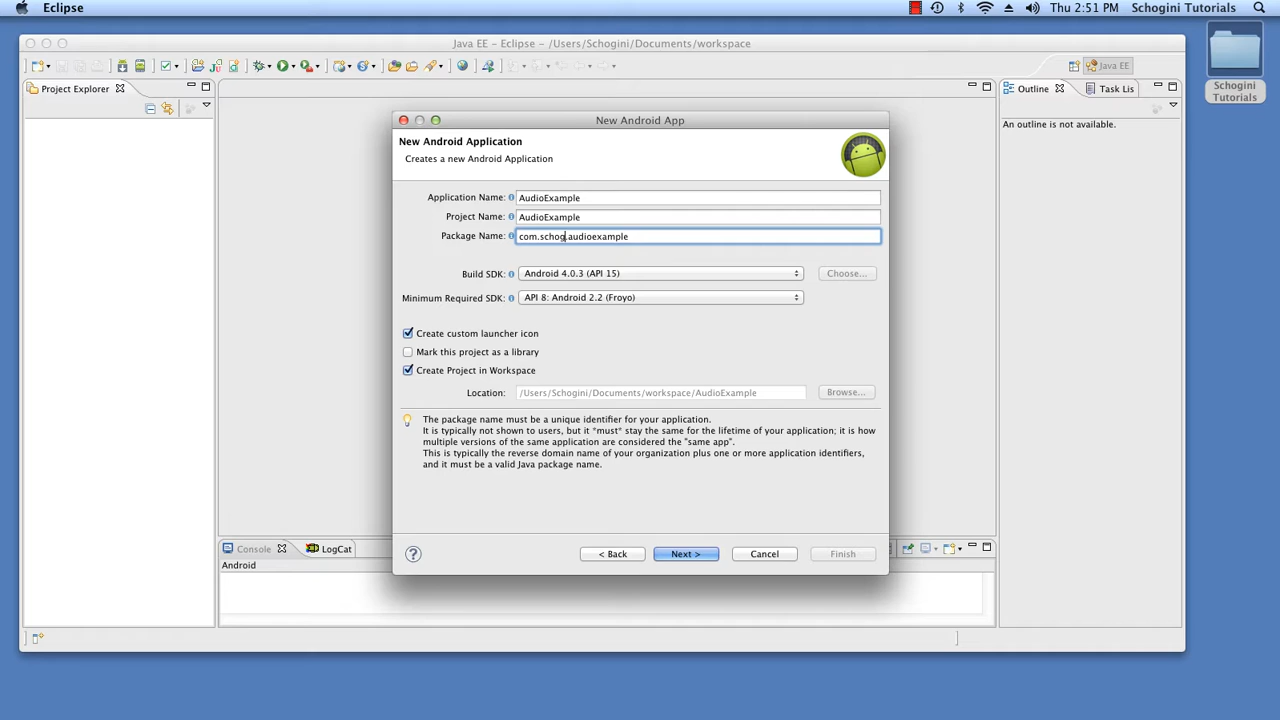 Eclipse
Thu 2:51 PM
Schogini Tutorials
Java EE - Eclipse - /Users/Schogini/Documents/workspace
Java EE
Project Explorer
Outline
Task Lis
An outline is not available.
Schogini
Tutorials
New Android App
New Android Application
Creates a new Android Application
Application Name:
AudioExample
Project Name:
AudioExample
Package Name:
com.schog.audioexample
Build SDK:
Android 4.0.3 (API 15)
Choose...
Minimum Required SDK:
API 8: Android 2.2 (Froyo)
Create custom launcher icon
Mark this project as a library
Create Project in Workspace
Location:
/Users/Schogini/Documents/workspace/AudioExample
Browse...
The package name must be a unique identifier for your application.
It is typically not shown to users, but it *must* stay the same for the lifetime of your application; it is how
multiple versions of the same application are considered the "same app".
This is typically the reverse domain name of your organization plus one or more application identifiers,
and it must be a valid Java package name.
< Back
Next >
Cancel
Finish
Console
LogCat
Android